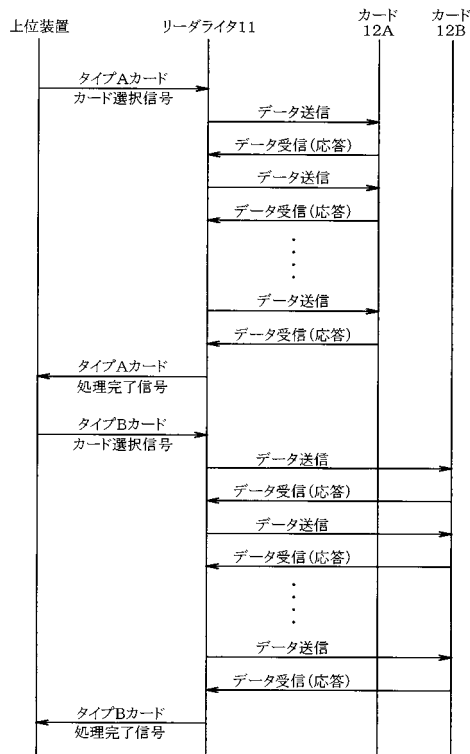 上位装置
リーダライタ11
カード
12A
カード
12B
タイプAカード
カード選択信号
データ送信
データ受信(応答)
データ送信
データ受信(応答)
データ送信
データ受信(応答)
タイプAカード
処理完了信号
タイプBカード
カード選択信号
データ送信
データ受信(応答)
データ送信
データ受信(応答)
データ送信
データ受信(応答)
タイプBカード
処理完了信号